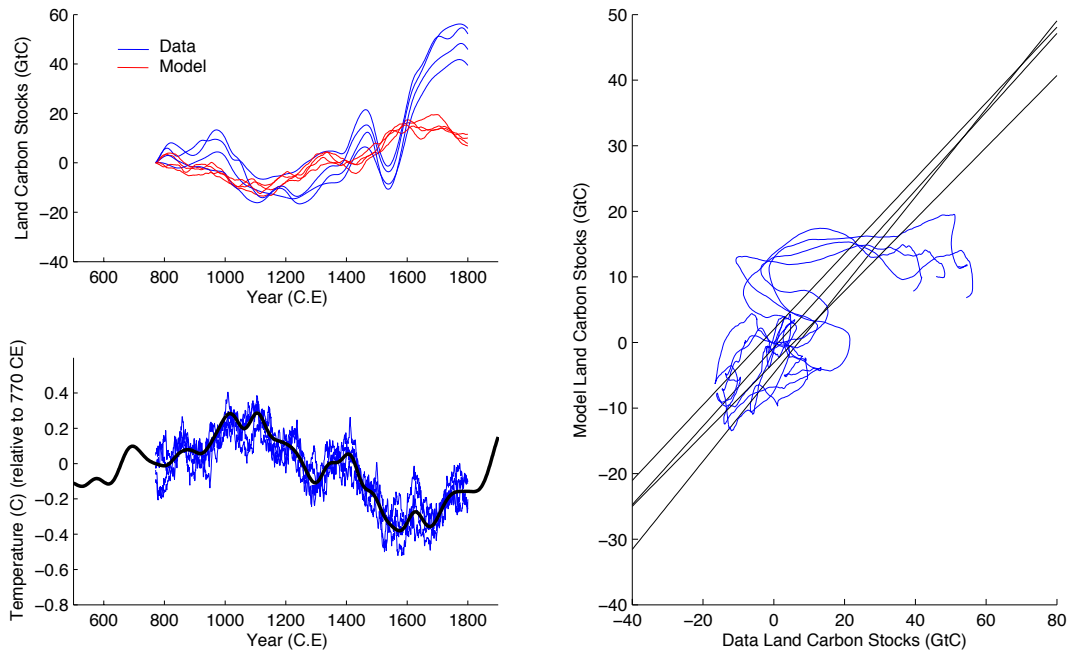 Land Carbon Stocks (GtC)
60
40
20
0
−20
−40
Data
Model
600 800 1000 1200 1400 1600 1800
Year (C.E)
Temperature (C) (relative to 770 CE)
0.4
0.2
0
−0.2
−0.4
−0.6
−0.8
600 800 1000 1200 1400 1600 1800
Year (C.E)
Model Land Carbon Stocks (GtC)
50
40
30
20
10
0
−10
−20
−30
−40
−40 −20 0 20 40 60 80
Data Land Carbon Stocks (GtC)